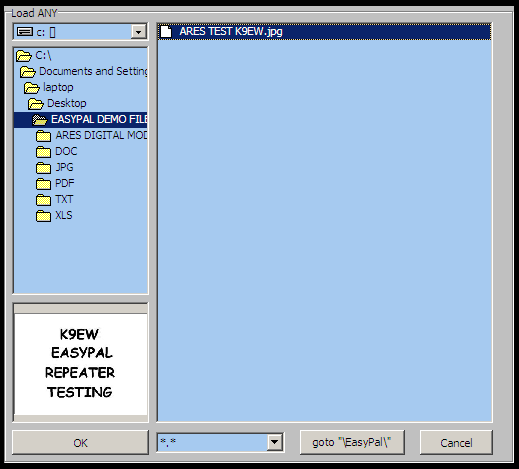 Load ANY
c: []
ARES TEST K9EW.jpg
C:\
Documents and Setting
laptop
Desktop
EASYPAL DEMO FILE
ARES DIGITAL MOD
DOC
JPG
PDF
TXT
XLS
K9EW
EASYPAL
REPEATER
TESTING
OK
*.*
goto "\EasyPal\"
Cancel